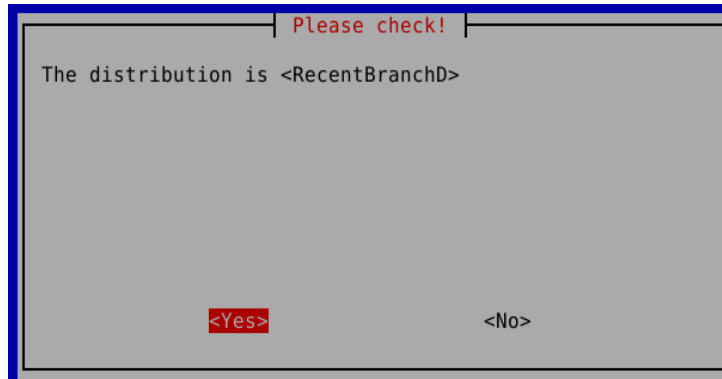 Please check!
The distribution is <RecentBranchD>
<Yes> <No>